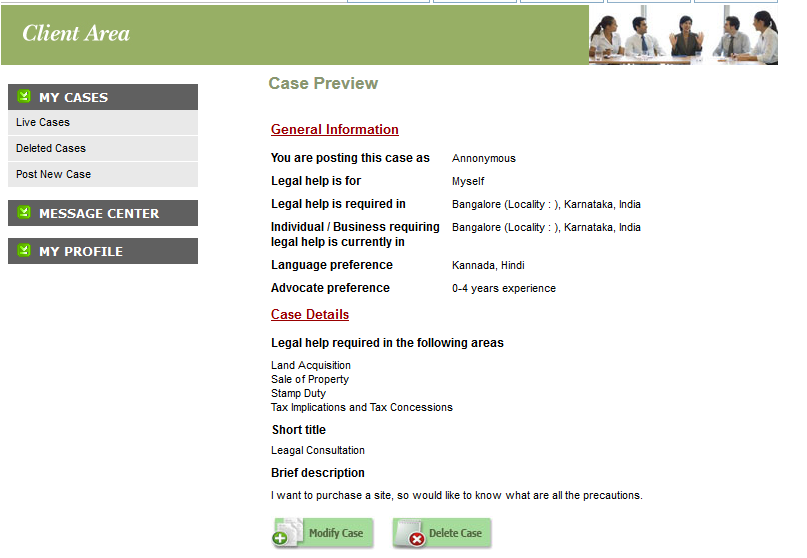 Client Area
MY CASES
Live Cases
Deleted Cases
Post New Case
MESSAGE CENTER
MY PROFILE
Case Preview
General Information
You are posting this case as Annonymous
Legal help is for Myself
Legal help is required in Bangalore (Locality : ), Karnataka, India
Individual / Business requiring Bangalore (Locality : ), Karnataka, India
legal help is currently in
Language preference Kannada, Hindi
Advocate preference 0-4 years experience
Case Details
Legal help required in the following areas
Land Acquisition
Sale of Property
Stamp Duty
Tax Implications and Tax Concessions
Short title
Leagal Consultation
Brief description
I want to purchase a site, so would like to know what are all the precautions.
Modify Case Delete Case